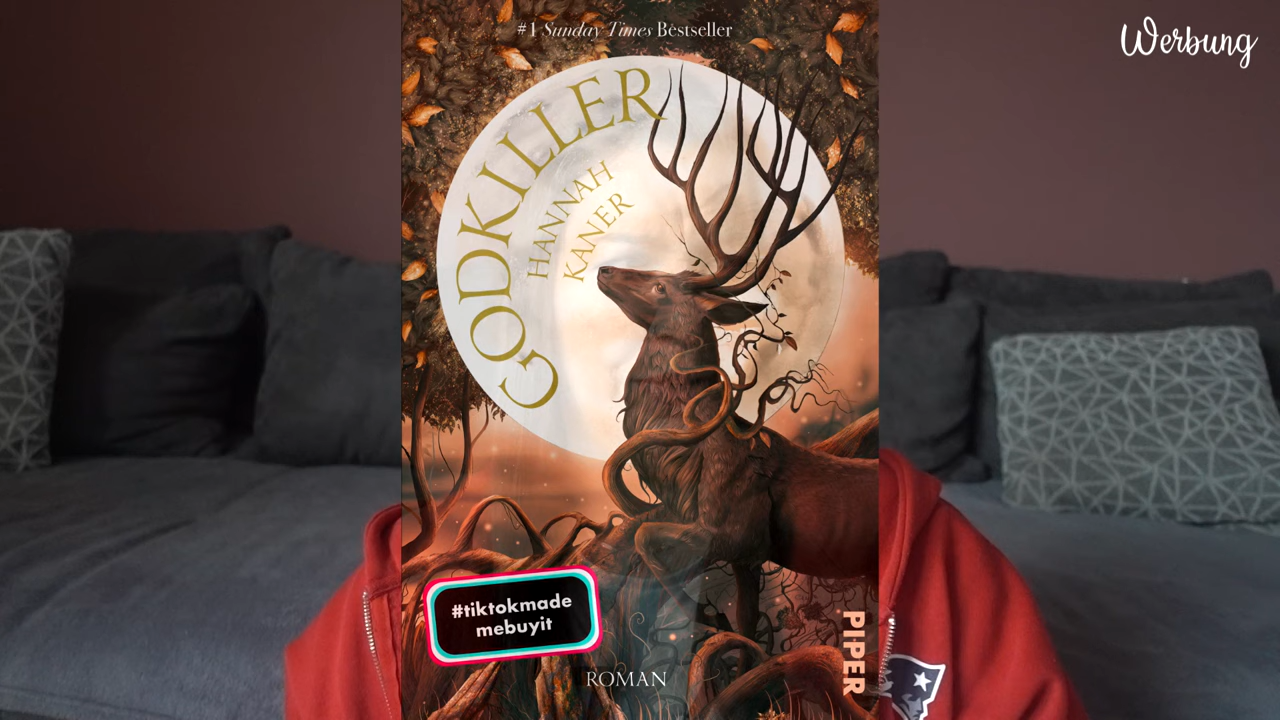 #1 Sunday Times Bestseller
Werbung
GODKILLER
HANNAH
KANER
#tiktokmade
mebuyit
PIPER
ROMAN